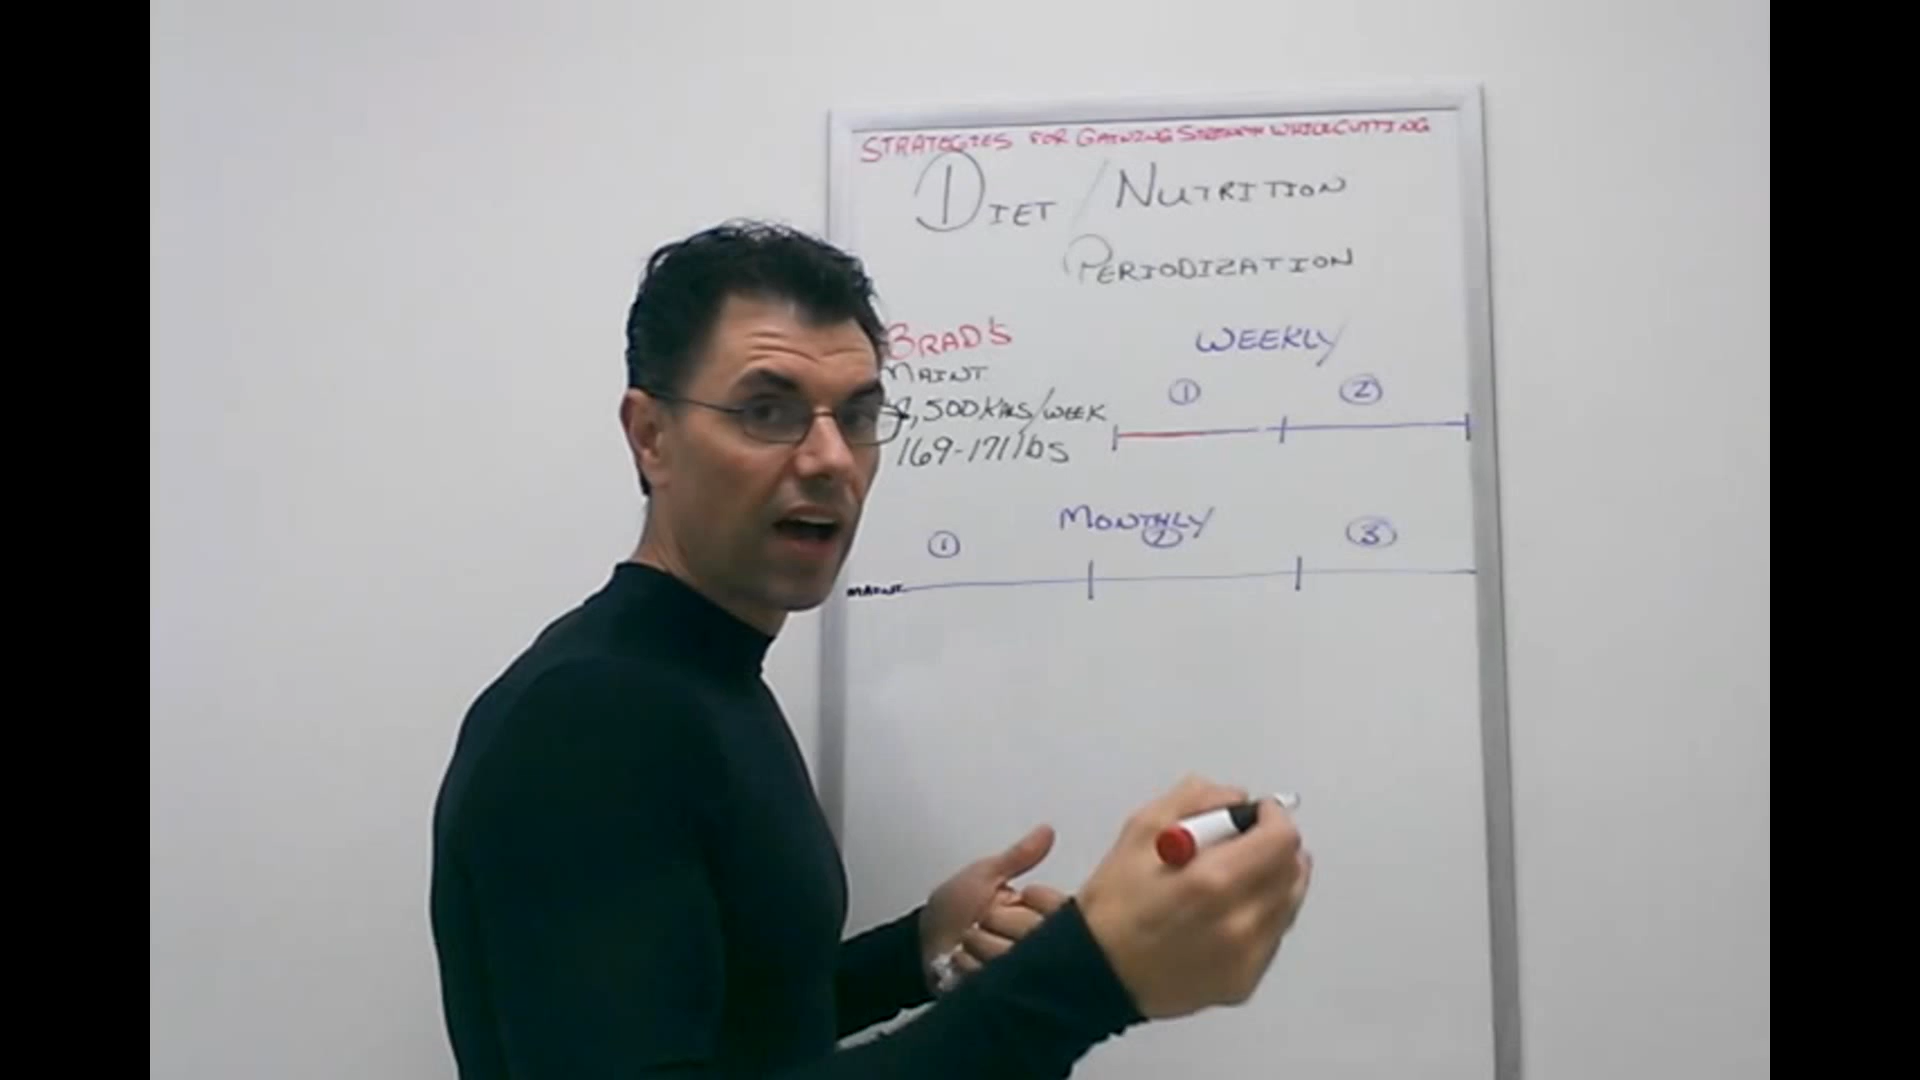 STRATEGIES FOR GAINING STRENGTH WHILE CUTTING
DIET / NUTRITION
PERIODIZATION
BRAD'S
MAINT.
,500 KALS/WEEK
169-171 lbs
WEEKLY
1 2
MONTHLY
1 2 3
MAINT.